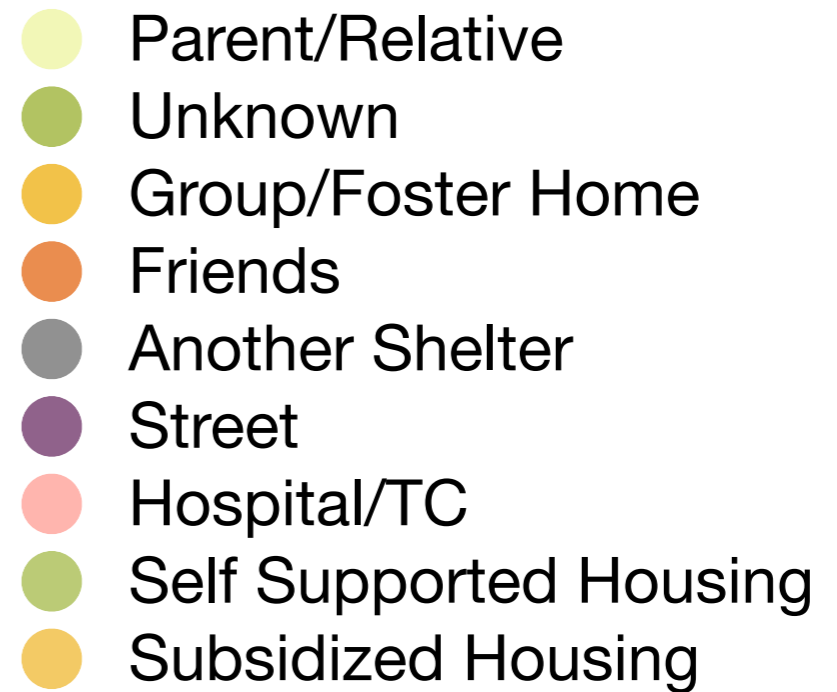 Parent/Relative
Unknown
Group/Foster Home
Friends
Another Shelter
Street
Hospital/TC
Self Supported Housing
Subsidized Housing